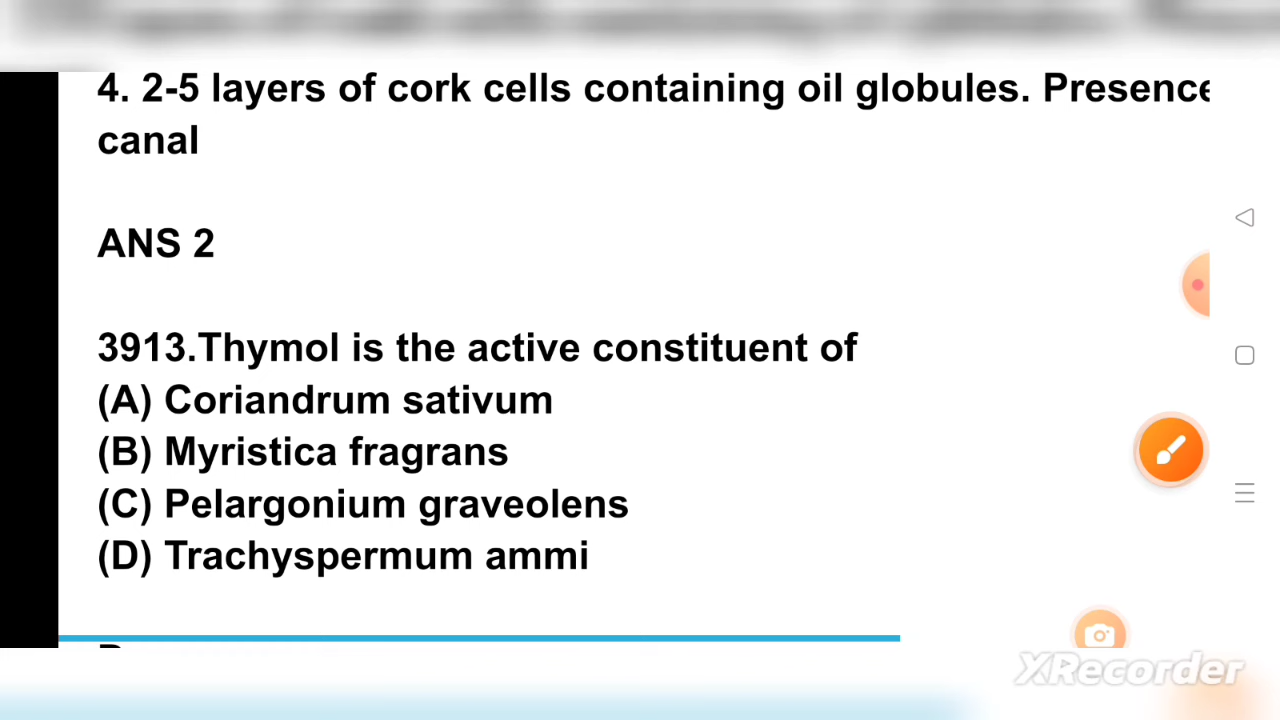 4. 2-5 layers of cork cells containing oil globules. Presence
canal
ANS 2
3913.Thymol is the active constituent of
(A) Coriandrum sativum
(B) Myristica fragrans
(C) Pelargonium graveolens
(D) Trachyspermum ammi
XRecorder